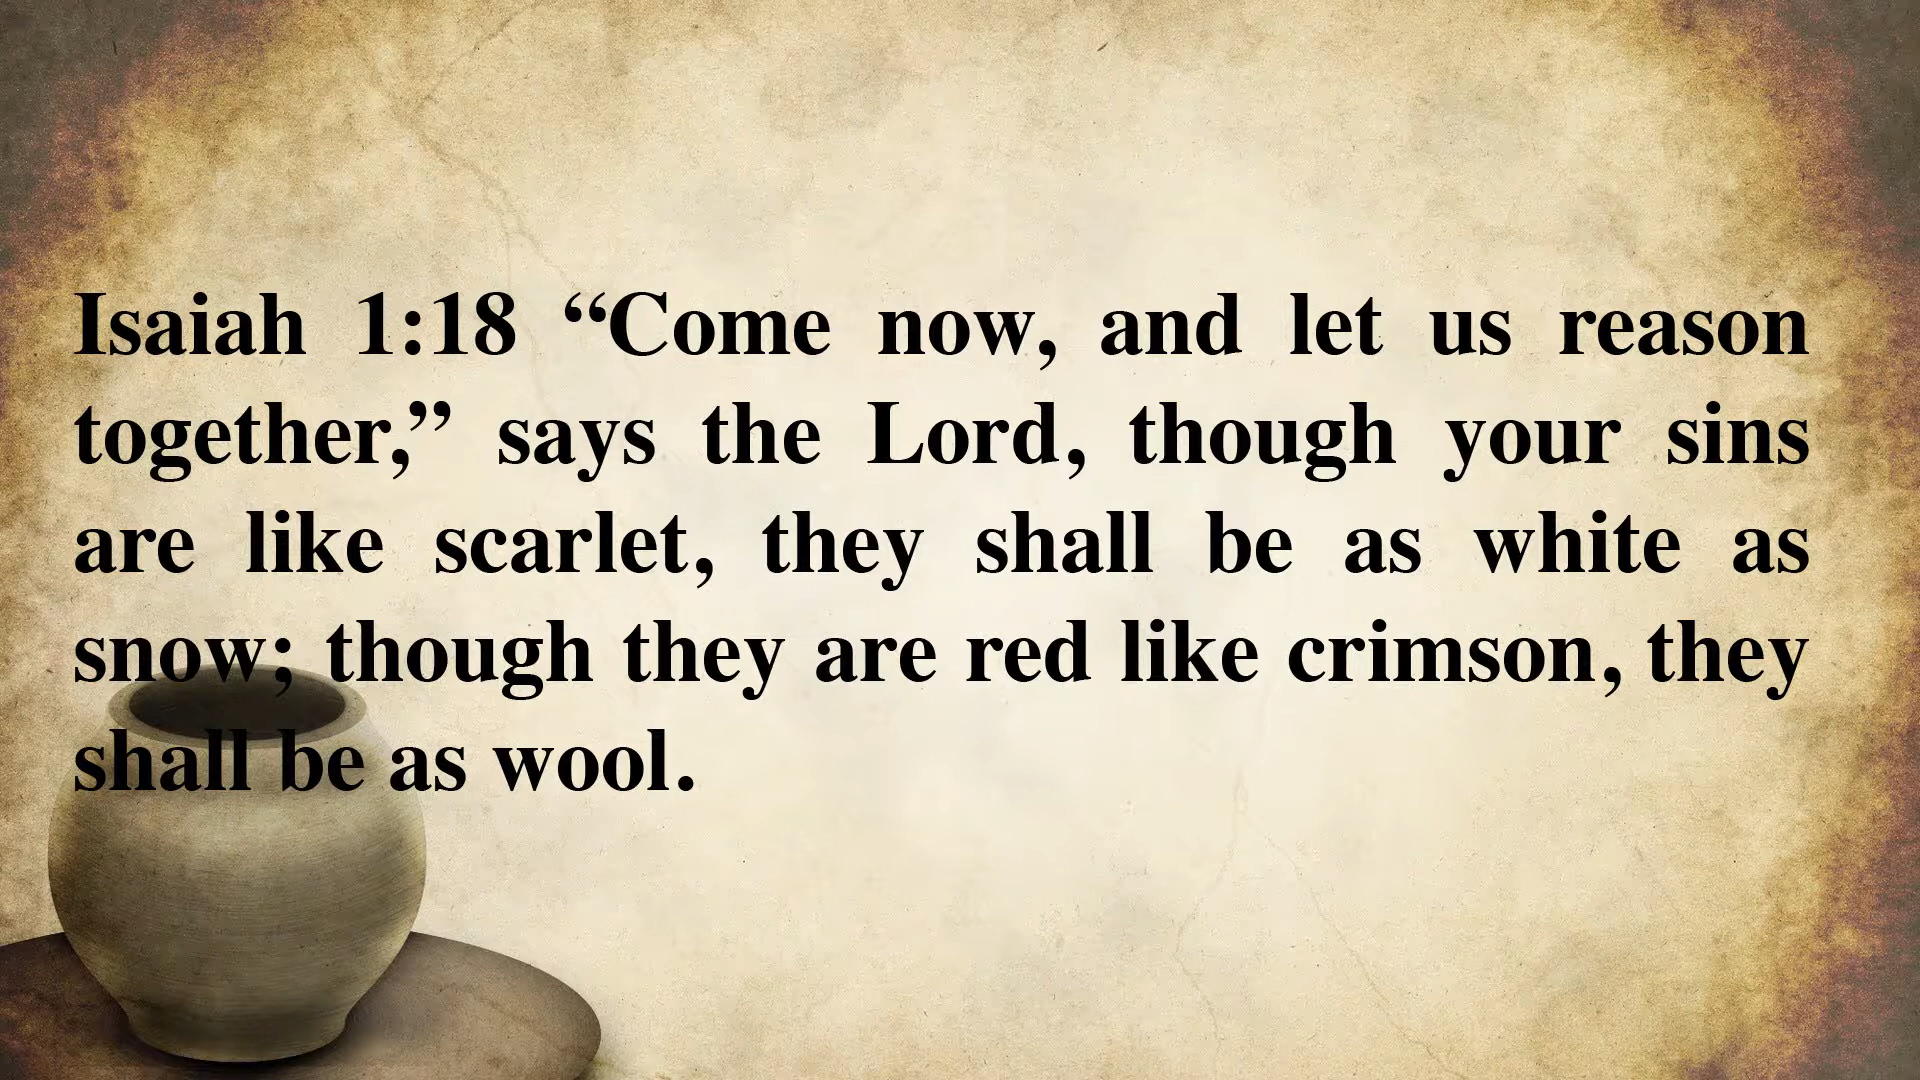 Isaiah 1:18 “Come now, and let us reason
together,” says the Lord, though your sins
are like scarlet, they shall be as white as
snow; though they are red like crimson, they
shall be as wool.